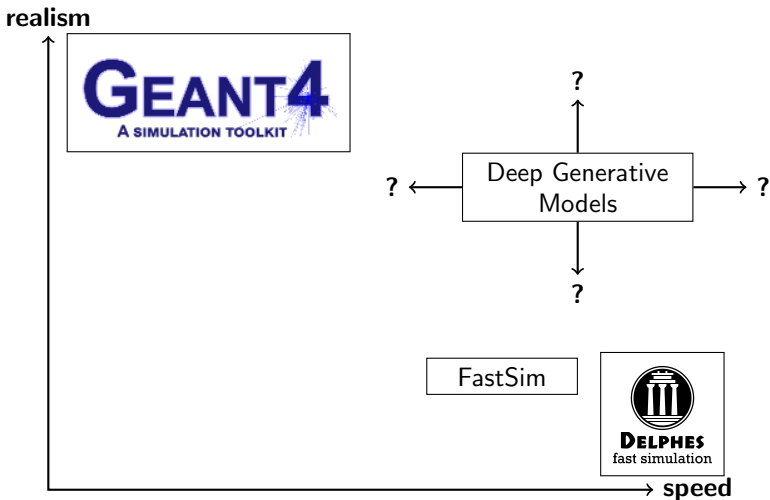 realism
GEANT4
A SIMULATION TOOLKIT
?
? Deep Generative ?
Models
?
FastSim
DELPHES
fast simulation
speed